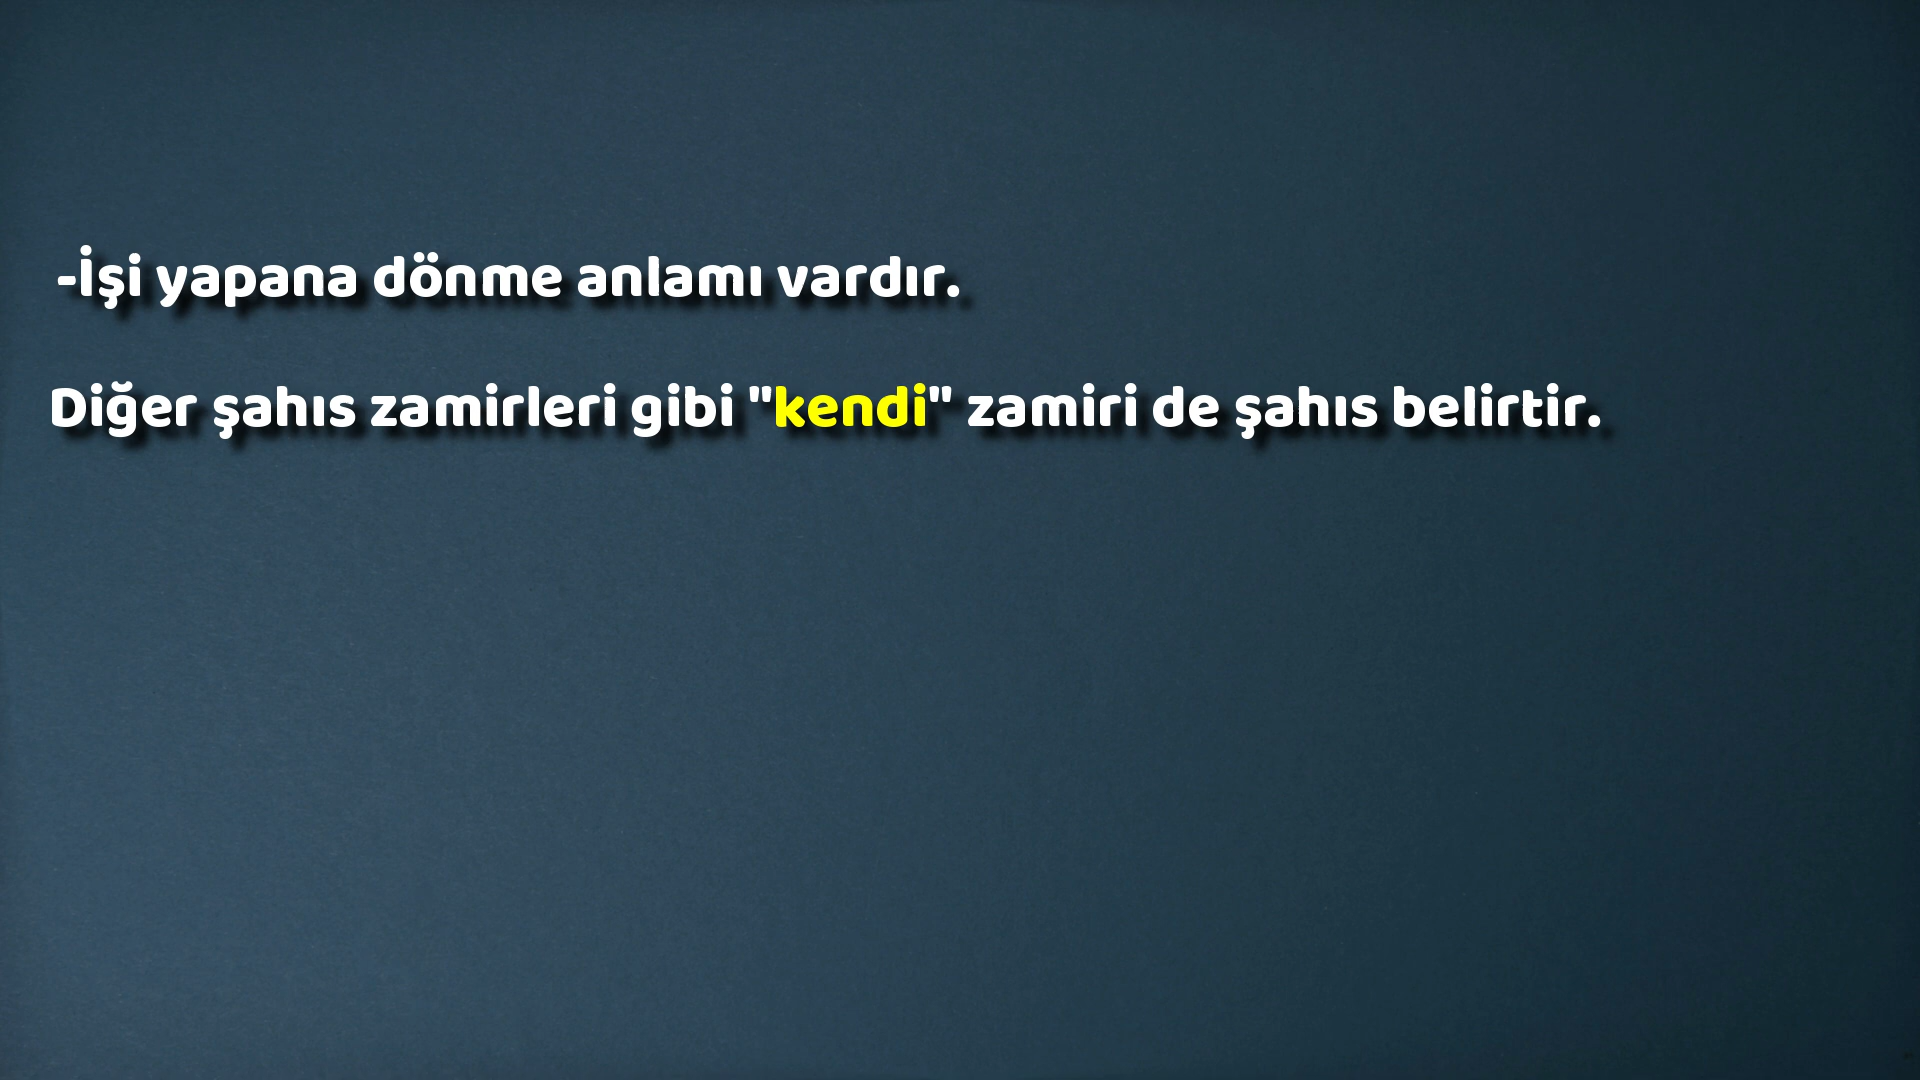 -İşi yapana dönme anlamı vardır.
Diğer şahıs zamirleri gibi "kendi" zamiri de şahıs belirtir.